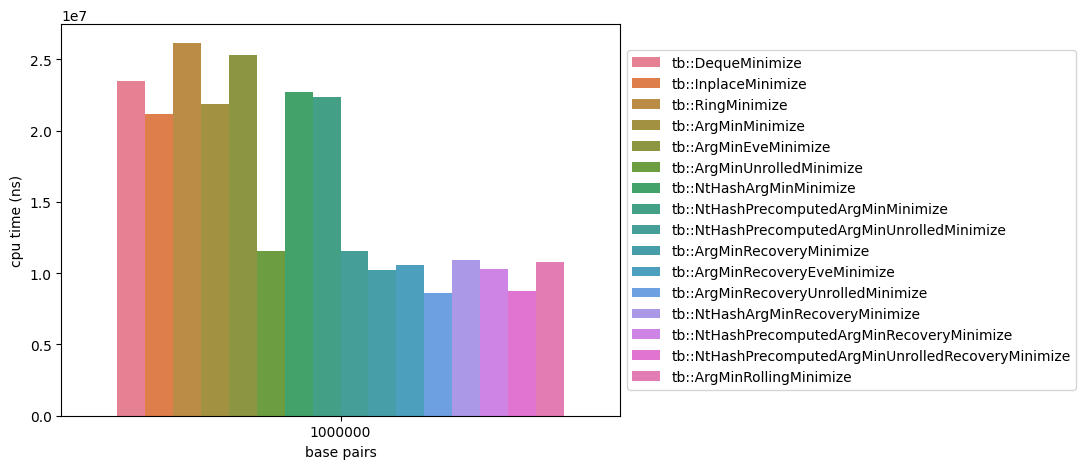 1e7
2.5
2.0
1.5
1.0
0.5
0.0
cpu time (ns)
1000000
base pairs
tb::DequeMinimize
tb::InplaceMinimize
tb::RingMinimize
tb::ArgMinMinimize
tb::ArgMinEveMinimize
tb::ArgMinUnrolledMinimize
tb::NtHashArgMinMinimize
tb::NtHashPrecomputedArgMinMinimize
tb::NtHashPrecomputedArgMinUnrolledMinimize
tb::ArgMinRecoveryMinimize
tb::ArgMinRecoveryEveMinimize
tb::ArgMinRecoveryUnrolledMinimize
tb::NtHashArgMinRecoveryMinimize
tb::NtHashPrecomputedArgMinRecoveryMinimize
tb::NtHashPrecomputedArgMinUnrolledRecoveryMinimize
tb::ArgMinRollingMinimize